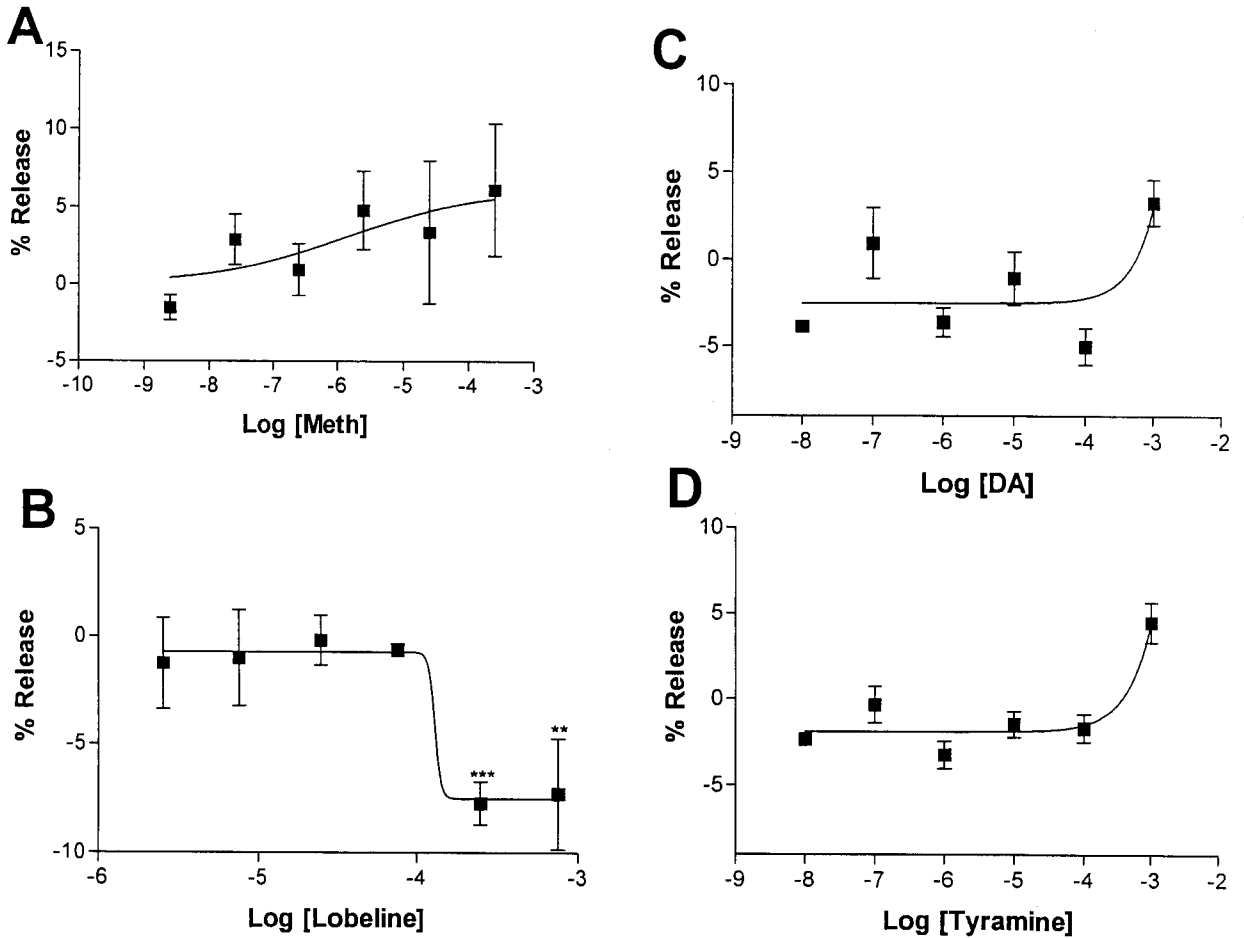 A
15
10
5
0
-5
-10 -9 -8 -7 -6 -5 -4 -3
% Release
Log [Meth]
B
5
0
-5
-10
-6 -5 -4 -3
% Release
*** **
Log [Lobeline]
C
10
5
0
-5
-9 -8 -7 -6 -5 -4 -3 -2
% Release
Log [DA]
D
10
5
0
-5
-9 -8 -7 -6 -5 -4 -3 -2
% Release
Log [Tyramine]